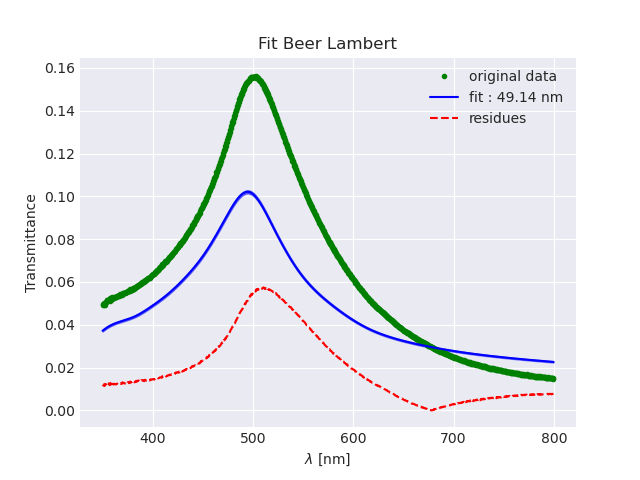 Fit Beer Lambert
0.16
0.14
0.12
0.10
0.08
0.06
0.04
0.02
0.00
Transmittance
original data
fit : 49.14 nm
residues
400 500 600 700 800
λ [nm]